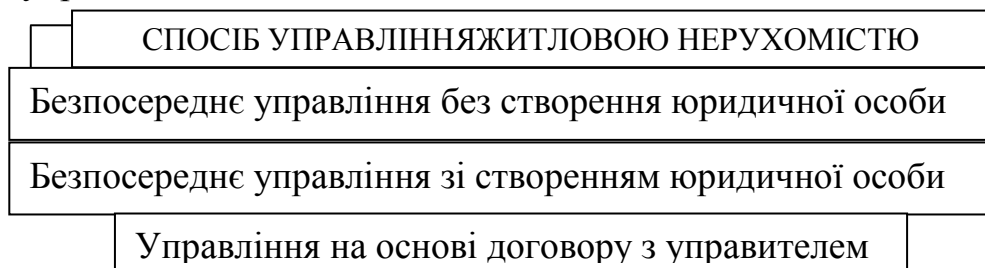 СПОСІБ УПРАВЛІННЯЖИТЛОВОЮ НЕРУХОМІСТЮ
Безпосереднє управління без створення юридичної особи
Безпосереднє управління зі створенням юридичної особи
Управління на основі договору з управителем